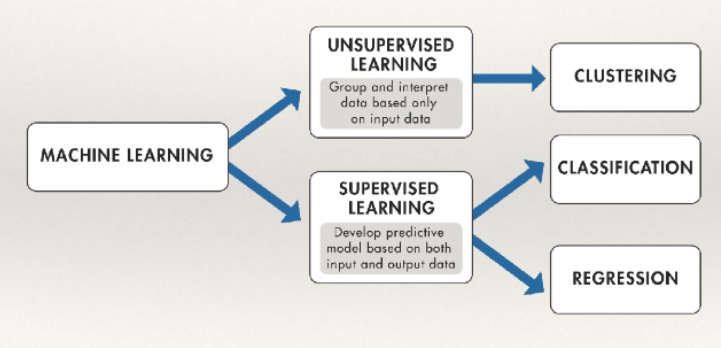 MACHINE LEARNING
UNSUPERVISED
LEARNING
Group and interpret
data based only
on input data
CLUSTERING
SUPERVISED
LEARNING
Develop predictive
model based on both
input and output data
CLASSIFICATION
REGRESSION